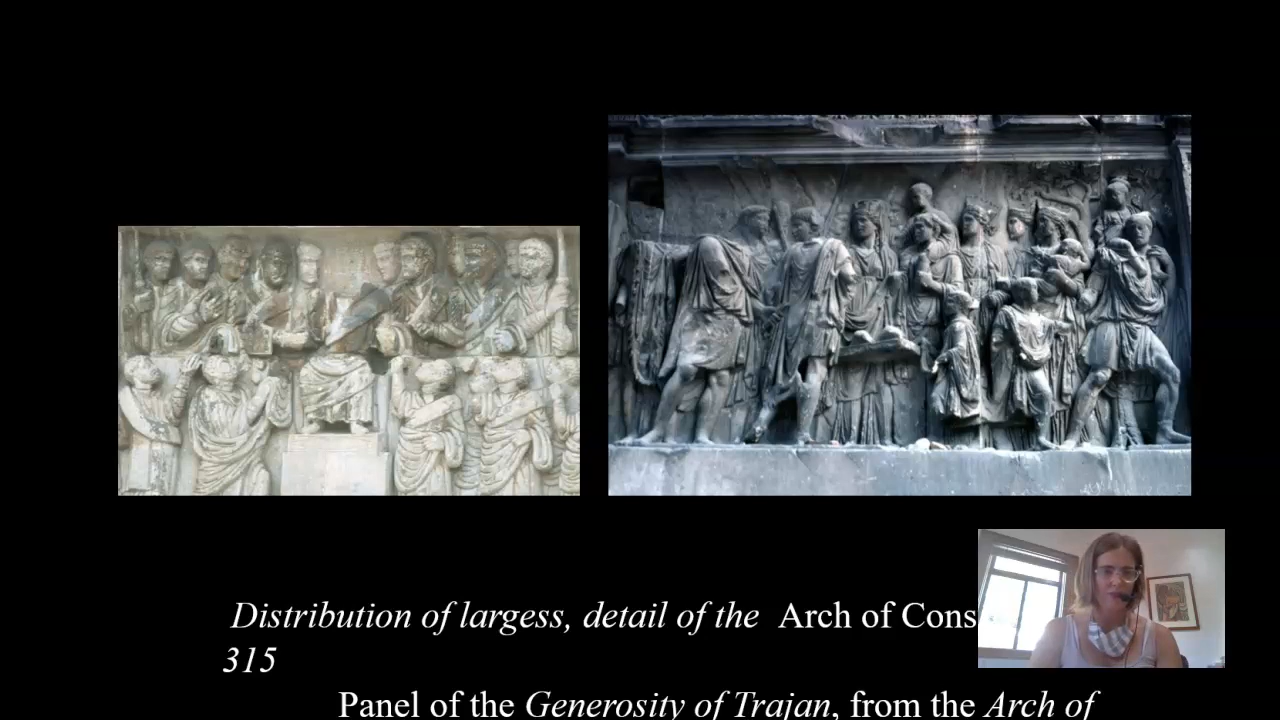 Distribution of largess, detail of the Arch of Cons
315
Panel of the Generosity of Trajan, from the Arch of